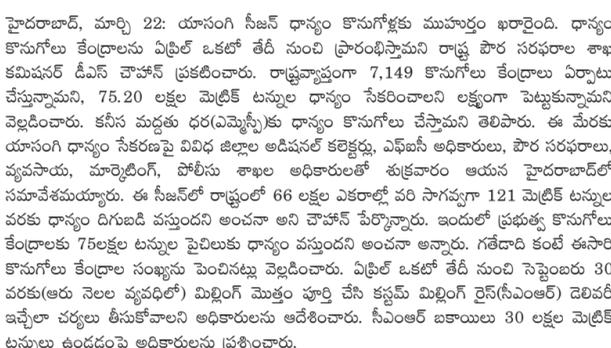 హైదరాబాద్, మార్చి 22: యాసంగి సీజన్ ధాన్యం కొనుగోళ్లకు ముహుర్తం ఖరారైంది. ధాన్యం
కొనుగోలు కేంద్రాలను ఏప్రిల్ ఒకటో తేదీ నుంచి ప్రారంభిస్తామని రాష్ట్ర పౌర సరఫరాల శాఖ
కమిషనర్ డీఎస్ చౌహాన్ ప్రకటించారు. రాష్ట్రవ్యాప్తంగా 7,149 కొనుగోలు కేంద్రాలు ఏర్పాటు
చేస్తున్నామని, 75.20 లక్షల మెట్రిక్ టన్నుల ధాన్యం సేకరించాలని లక్ష్యంగా పెట్టుకున్నామని
వెల్లడించారు. కనీస మద్దతు ధర(ఎమ్మెస్పీ)కు ధాన్యం కొనుగోలు చేస్తామని తెలిపారు. ఈ మేరకు
యాసంగి ధాన్యం సేకరణపై వివిధ జిల్లాల అడిషనల్ కలెక్టర్లు, ఎఫ్‌ఐసీ అధికారులు, పౌర సరఫరాలు,
వ్యవసాయ, మార్కెటింగ్, పోలీసు శాఖల అధికారులతో శుక్రవారం ఆయన హైదరాబాద్‌లో
సమావేశమయ్యారు. ఈ సీజన్‌లో రాష్ట్రంలో 66 లక్షల ఎకరాల్లో వరి సాగవ్వగా 121 మెట్రిక్ టన్నుల
వరకు ధాన్యం దిగుబడి వస్తుందని అంచనా అని చౌహాన్ పేర్కొన్నారు. ఇందులో ప్రభుత్వ కొనుగోలు
కేంద్రాలకు 75లక్షల టన్నుల పైచిలుకు ధాన్యం వస్తుందని అంచనా అన్నారు. గతేడాది కంటే ఈసారి
కొనుగోలు కేంద్రాల సంఖ్యను పెంచినట్లు వెల్లడించారు. ఏప్రిల్ ఒకటో తేదీ నుంచి సెప్టెంబరు 30
వరకు(ఆరు నెలల వ్యవధిలో) మిల్లింగ్ మొత్తం పూర్తి చేసి కస్టమ్ మిల్లింగ్ రైస్(సీఎంఆర్) డెలివరీ
ఇచ్చేలా చర్యలు తీసుకోవాలని అధికారులను ఆదేశించారు. సీఎంఆర్ బకాయిలు 30 లక్షల మెట్రిక్
టన్నులు ఉండడంపై అధికారులను ప్రశ్నించారు.